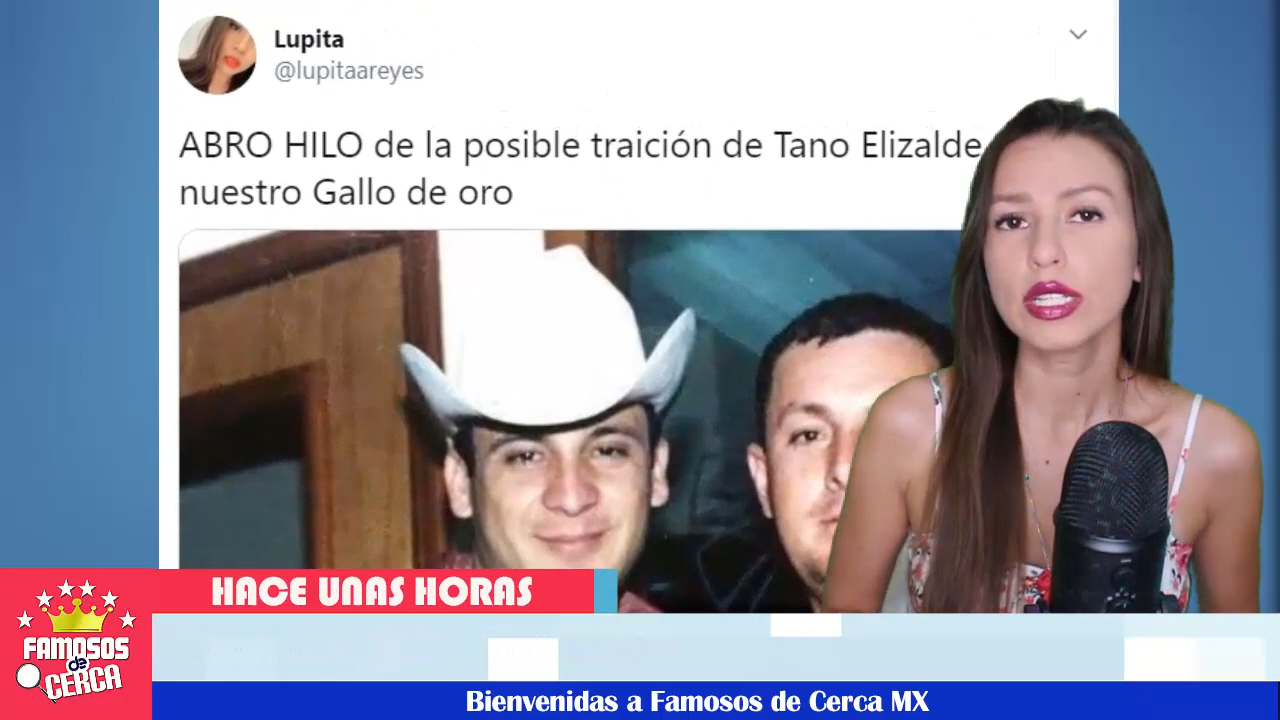 Lupita
@lupitaareyes
ABRO HILO de la posible traición de Tano Elizalde
nuestro Gallo de oro
HACE UNAS HORAS
FAMOSOS
de
CERCA
Bienvenidas a Famosos de Cerca MX